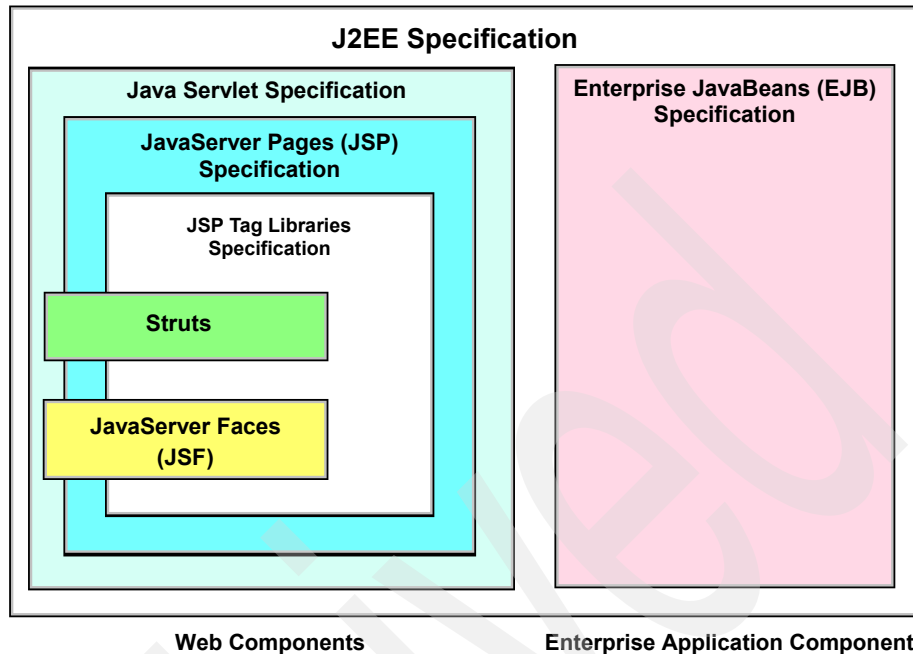 J2EE Specification
Java Servlet Specification
JavaServer Pages (JSP)
Specification
JSP Tag Libraries
Specification
Struts
JavaServer Faces
(JSF)
Enterprise JavaBeans (EJB)
Specification
Web Components
Enterprise Application Component